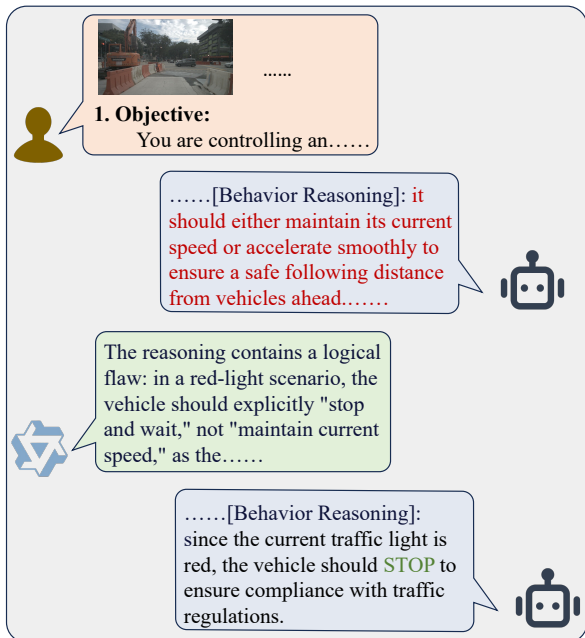 ......
1. Objective:
You are controlling an……
……[Behavior Reasoning]: it
should either maintain its current
speed or accelerate smoothly to
ensure a safe following distance
from vehicles ahead.……
The reasoning contains a logical
flaw: in a red-light scenario, the
vehicle should explicitly "stop
and wait," not "maintain current
speed," as the……
……[Behavior Reasoning]:
since the current traffic light is
red, the vehicle should STOP to
ensure compliance with traffic
regulations.